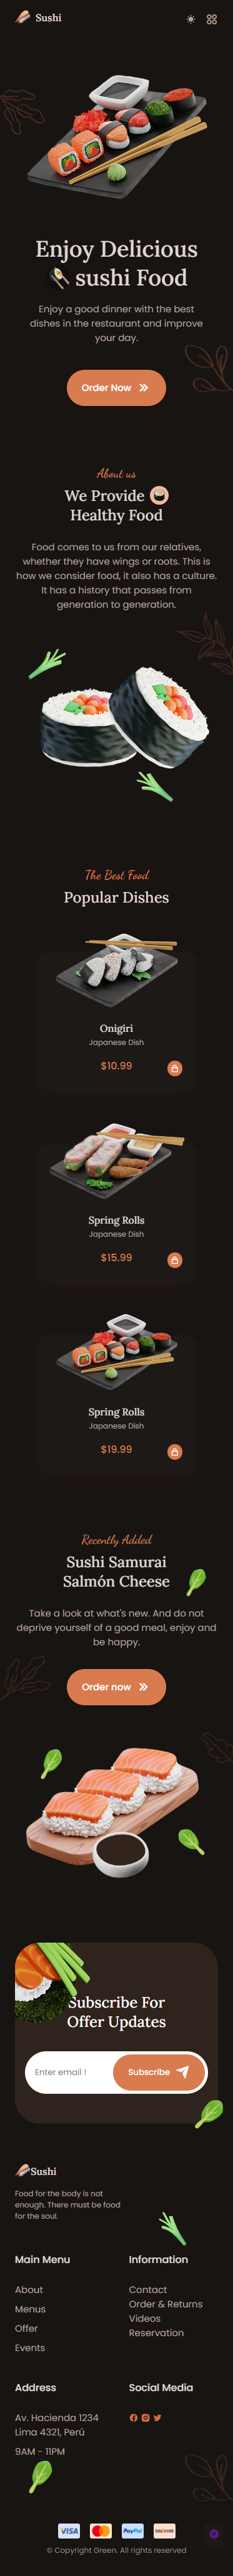 Sushi
Enjoy Delicious
sushi Food
Enjoy a good dinner with the best
dishes in the restaurant and improve
your day.
Order Now
About us
We Provide
Healthy Food
Food comes to us from our relatives,
whether they have wings or roots. This is
how we consider food, it also has a culture.
It has a history that passes from
generation to generation.
The Best Food
Popular Dishes
Onigiri
Japanese Dish
$10.99
Spring Rolls
Japanese Dish
$15.99
Spring Rolls
Japanese Dish
$19.99
Recently Added
Sushi Samurai
Salmón Cheese
Take a look at what's new. And do not
deprive yourself of a good meal, enjoy and
be happy.
Order now
Subscribe For
Offer Updates
Enter email !
Subscribe
Sushi
Food for the body is not
enough. There must be food
for the soul.
Main Menu
About
Menus
Offer
Events
Information
Contact
Order & Returns
Videos
Reservation
Address
Av. Hacienda 1234
Lima 4321, Perú
9AM - 11PM
Social Media
VISA
PayPal
DISCOVER
© Copyright Green. All rights reserved